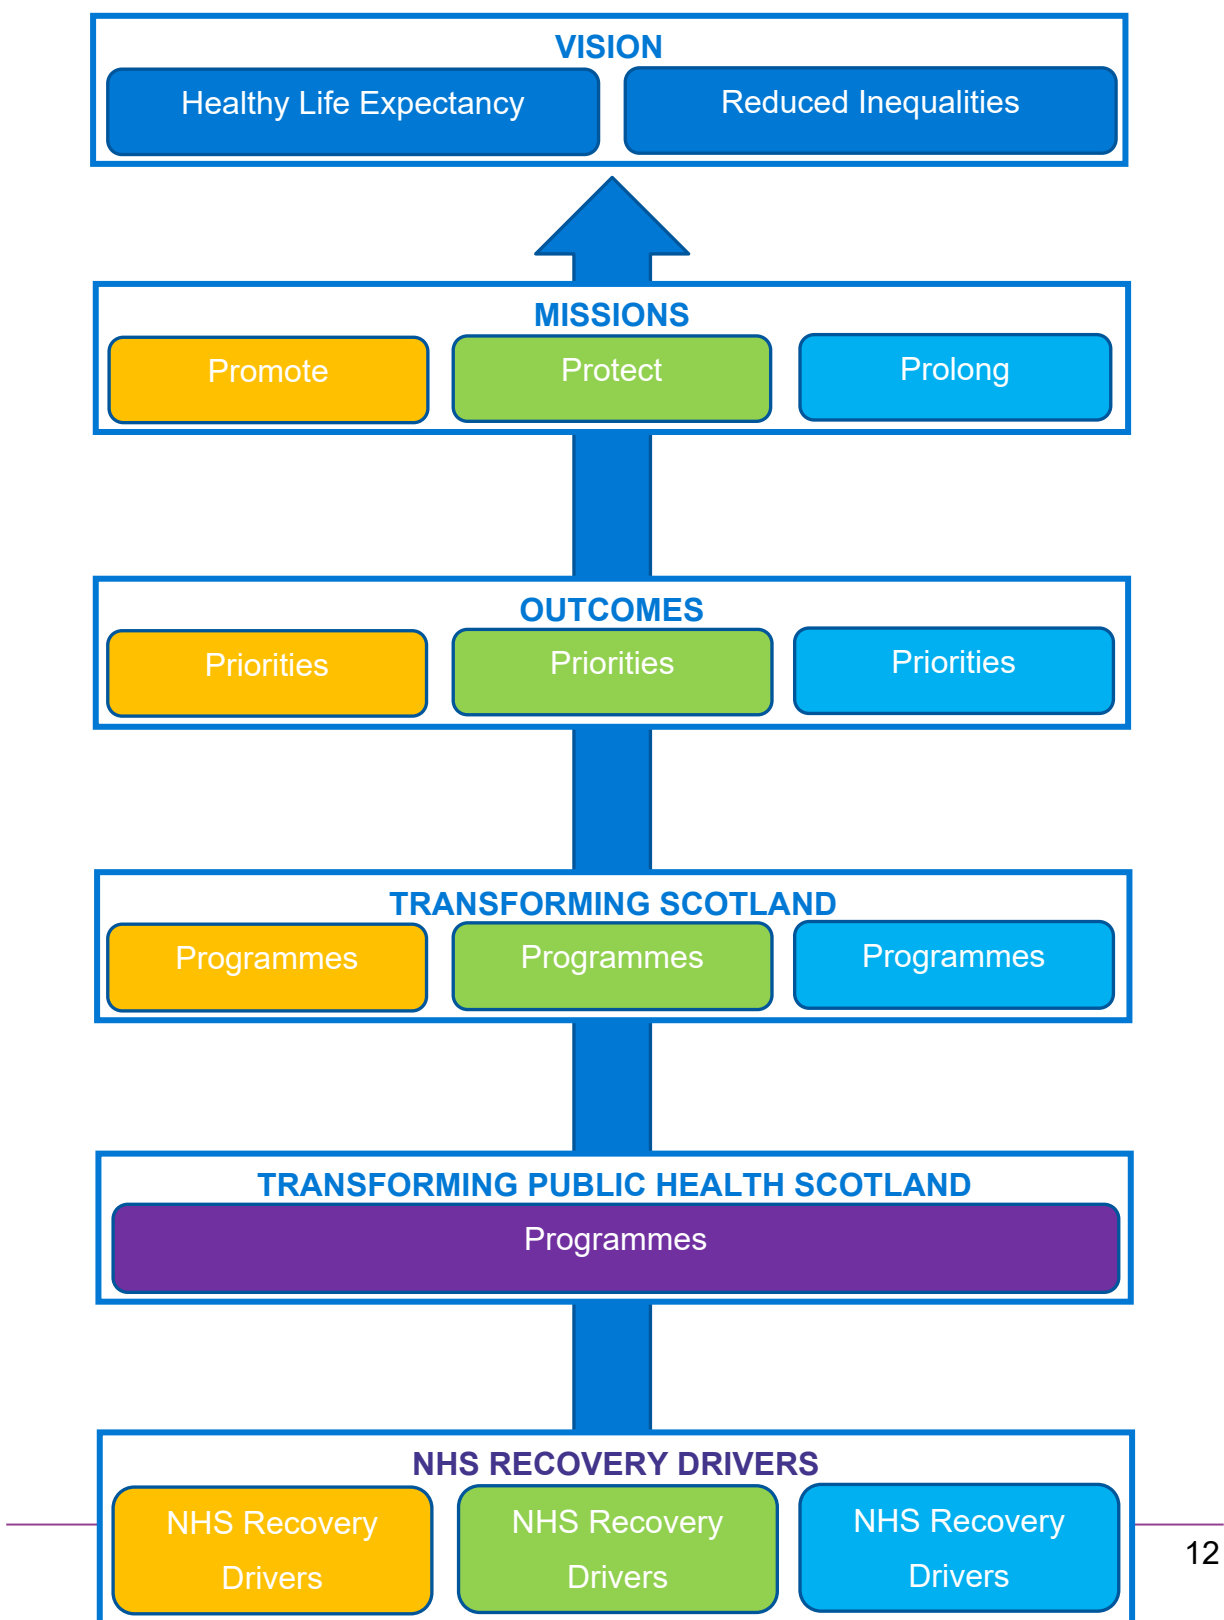 VISION
Healthy Life Expectancy
Reduced Inequalities
MISSIONS
Promote
Protect
Prolong
OUTCOMES
Priorities
Priorities
Priorities
TRANSFORMING SCOTLAND
Programmes
Programmes
Programmes
TRANSFORMING PUBLIC HEALTH SCOTLAND
Programmes
NHS RECOVERY DRIVERS
NHS Recovery
Drivers
NHS Recovery
Drivers
NHS Recovery
Drivers
12